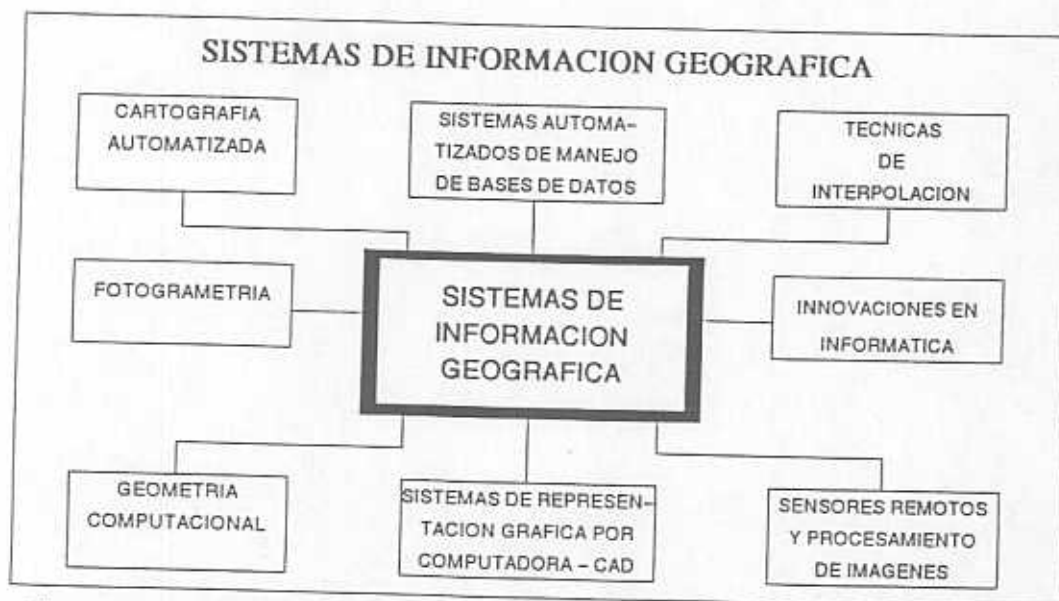 SISTEMAS DE INFORMACION GEOGRAFICA
CARTOGRAFIA
AUTOMATIZADA
SISTEMAS AUTOMA-
TIZADOS DE MANEJO
DE BASES DE DATOS
TECNICAS
DE
INTERPOLACION
FOTOGRAMETRIA
SISTEMAS DE
INFORMACION
GEOGRAFICA
INNOVACIONES EN
INFORMATICA
GEOMETRIA
COMPUTACIONAL
SISTEMAS DE REPRESEN-
TACION GRAFICA POR
COMPUTADORA - CAD
SENSORES REMOTOS
Y PROCESAMIENTO
DE IMAGENES